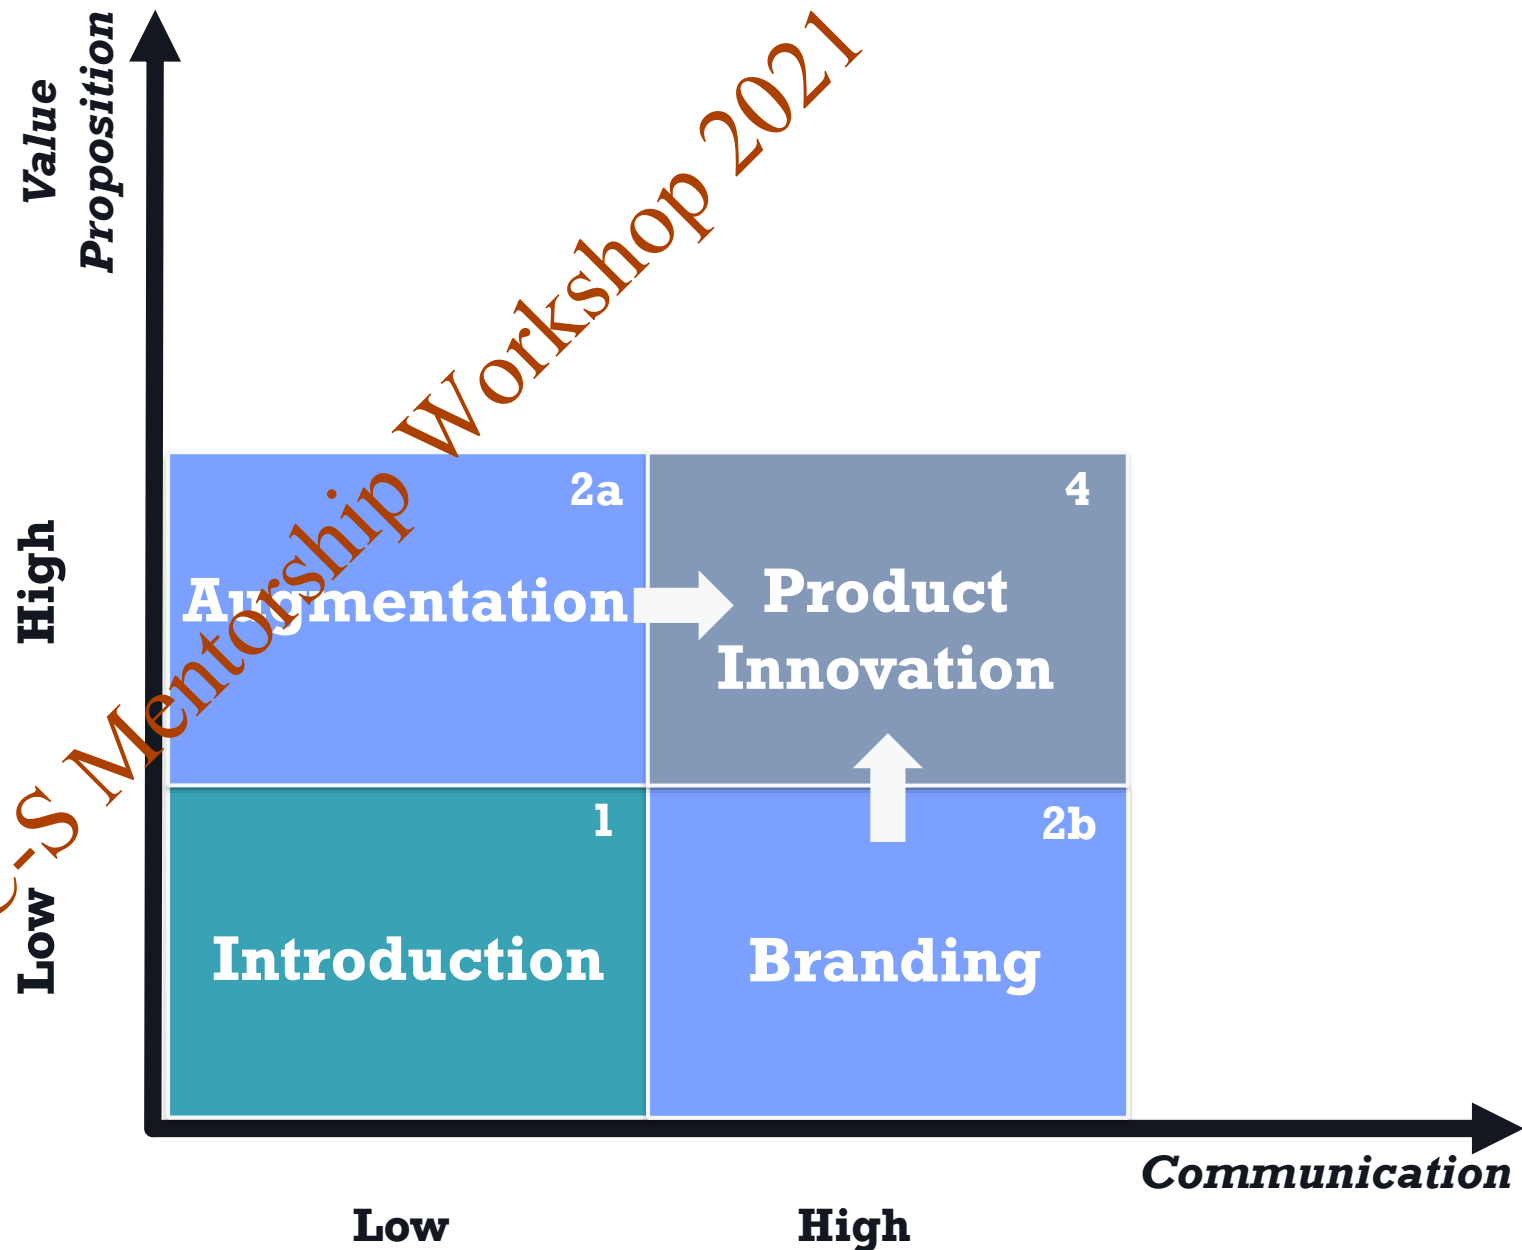 Value
Proposition
-S Mentorship Workshop 2021
High
2a
Augmentation
4
Product
Innovation
Low
1
Introduction
2b
Branding
Communication
Low
High